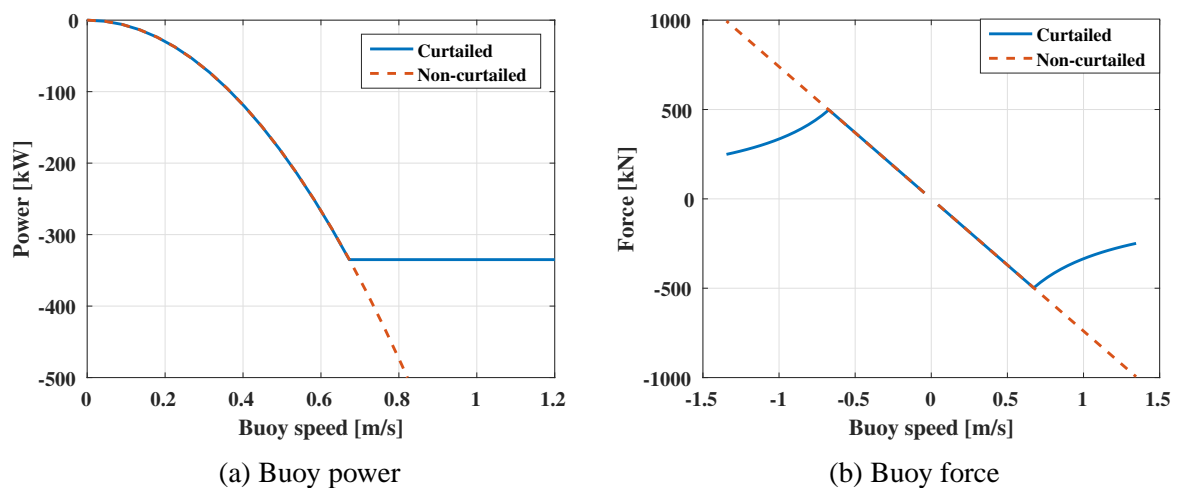 0
-100
-200
-300
-400
-500
Power [kW]
0
0.2
0.4
0.6
0.8
1
1.2
Buoy speed [m/s]
Curtailed
Non-curtailed
(a) Buoy power
1000
500
0
-500
-1000
Force [kN]
-1.5
-1
-0.5
0
0.5
1
1.5
Buoy speed [m/s]
Curtailed
Non-curtailed
(b) Buoy force